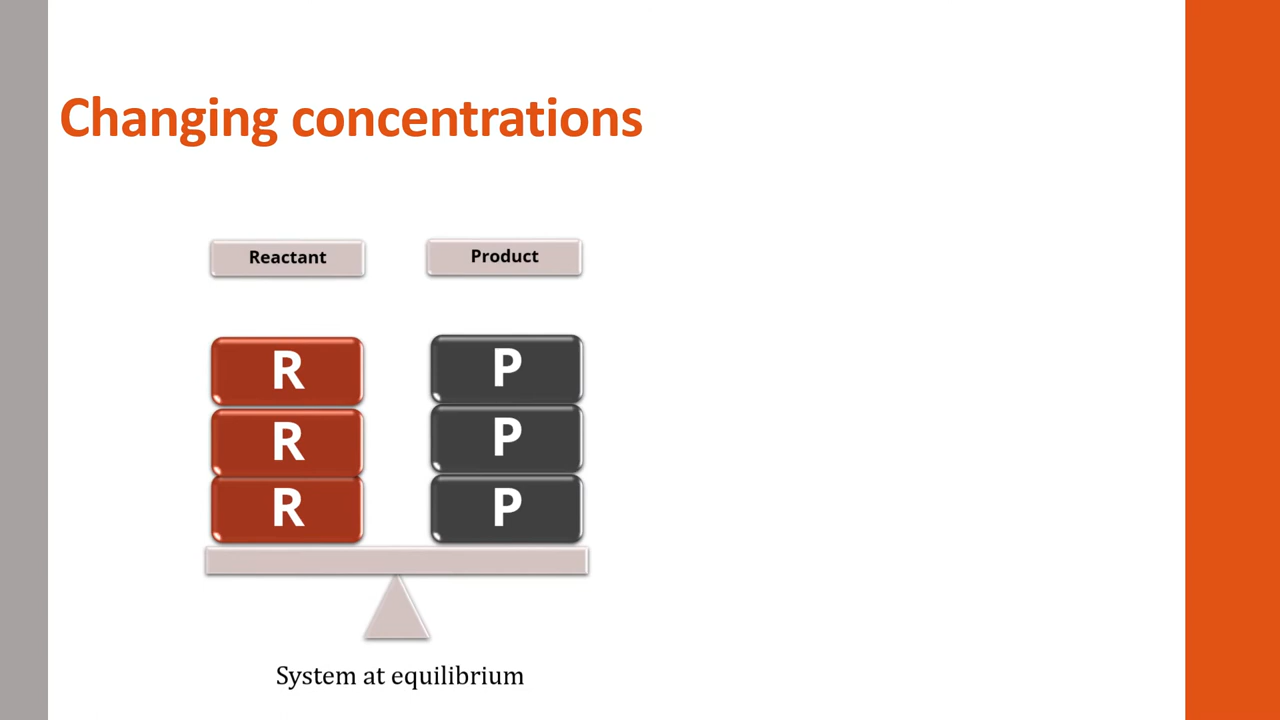 Changing concentrations
Reactant Product
R P
R P
R P
System at equilibrium